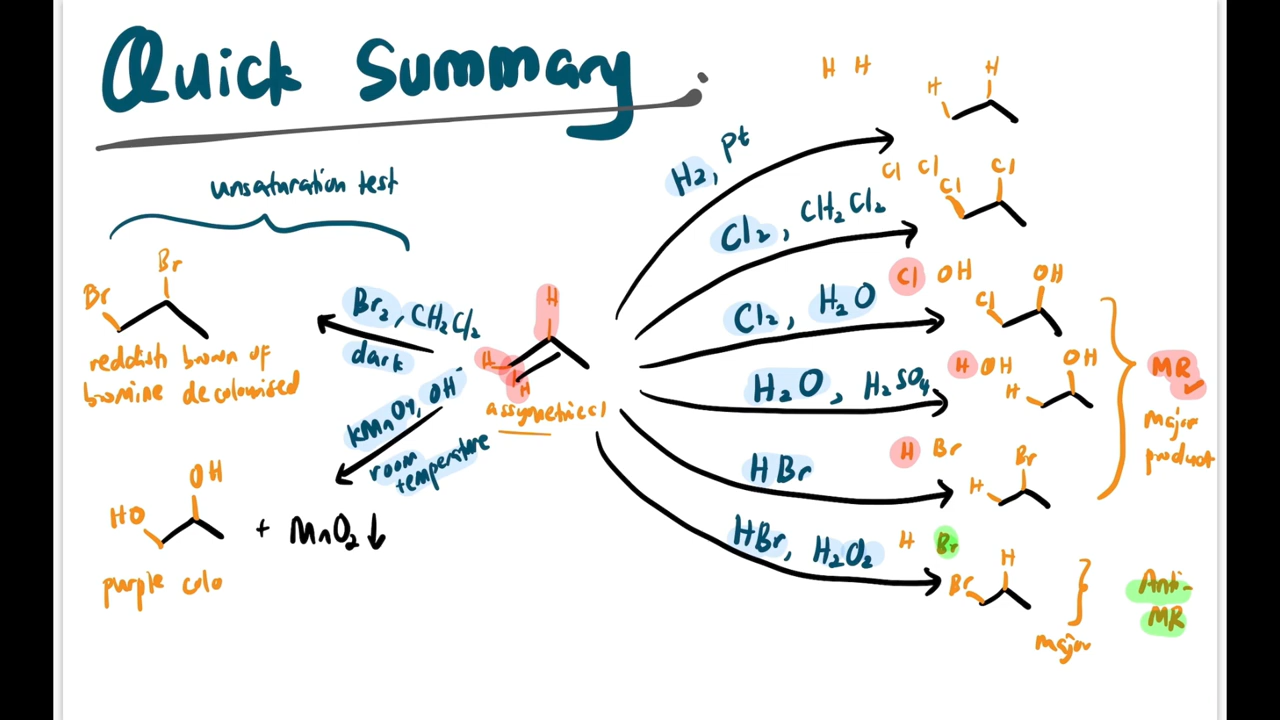 Quick Summary
unsaturation test
Br
Br
reddish brown of
bromine decolourised
Br2, CH2Cl2
dark
KMnO4, OH-
room
temperature
HO
OH
+ MnO2↓
purple colo
H
H
H
assymetrical
H2, Pt
H H
H
H
Cl2, CH2Cl2
Cl Cl
Cl
Cl
Cl2, H2O
Cl OH
Cl
OH
H2O, H2SO4
H OH
H
OH
HBr
H Br
H
Br
MR
major
product
HBr, H2O2
H Br
Br
H
major
Anti-
MR